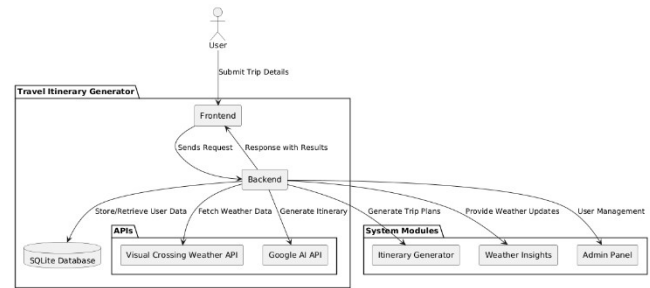 User
Submit Trip Details
Travel Itinerary Generator
Frontend
Sends Request
Response with Results
Backend
Store/Retrieve User Data
Fetch Weather Data
Generate Itinerary
Generate Trip Plans
Provide Weather Updates
User Management
APIs
System Modules
SQLite Database
Visual Crossing Weather API
Google AI API
Itinerary Generator
Weather Insights
Admin Panel